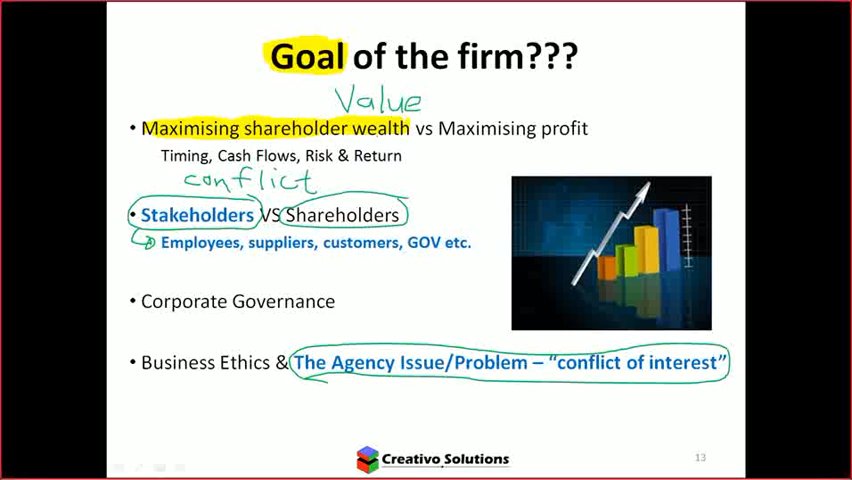 Goal of the firm???
Value
• Maximising shareholder wealth vs Maximising profit
Timing, Cash Flows, Risk & Return
conflict
• Stakeholders VS Shareholders
Employees, suppliers, customers, GOV etc.
• Corporate Governance
• Business Ethics & The Agency Issue/Problem – “conflict of interest”
Creativo Solutions
13